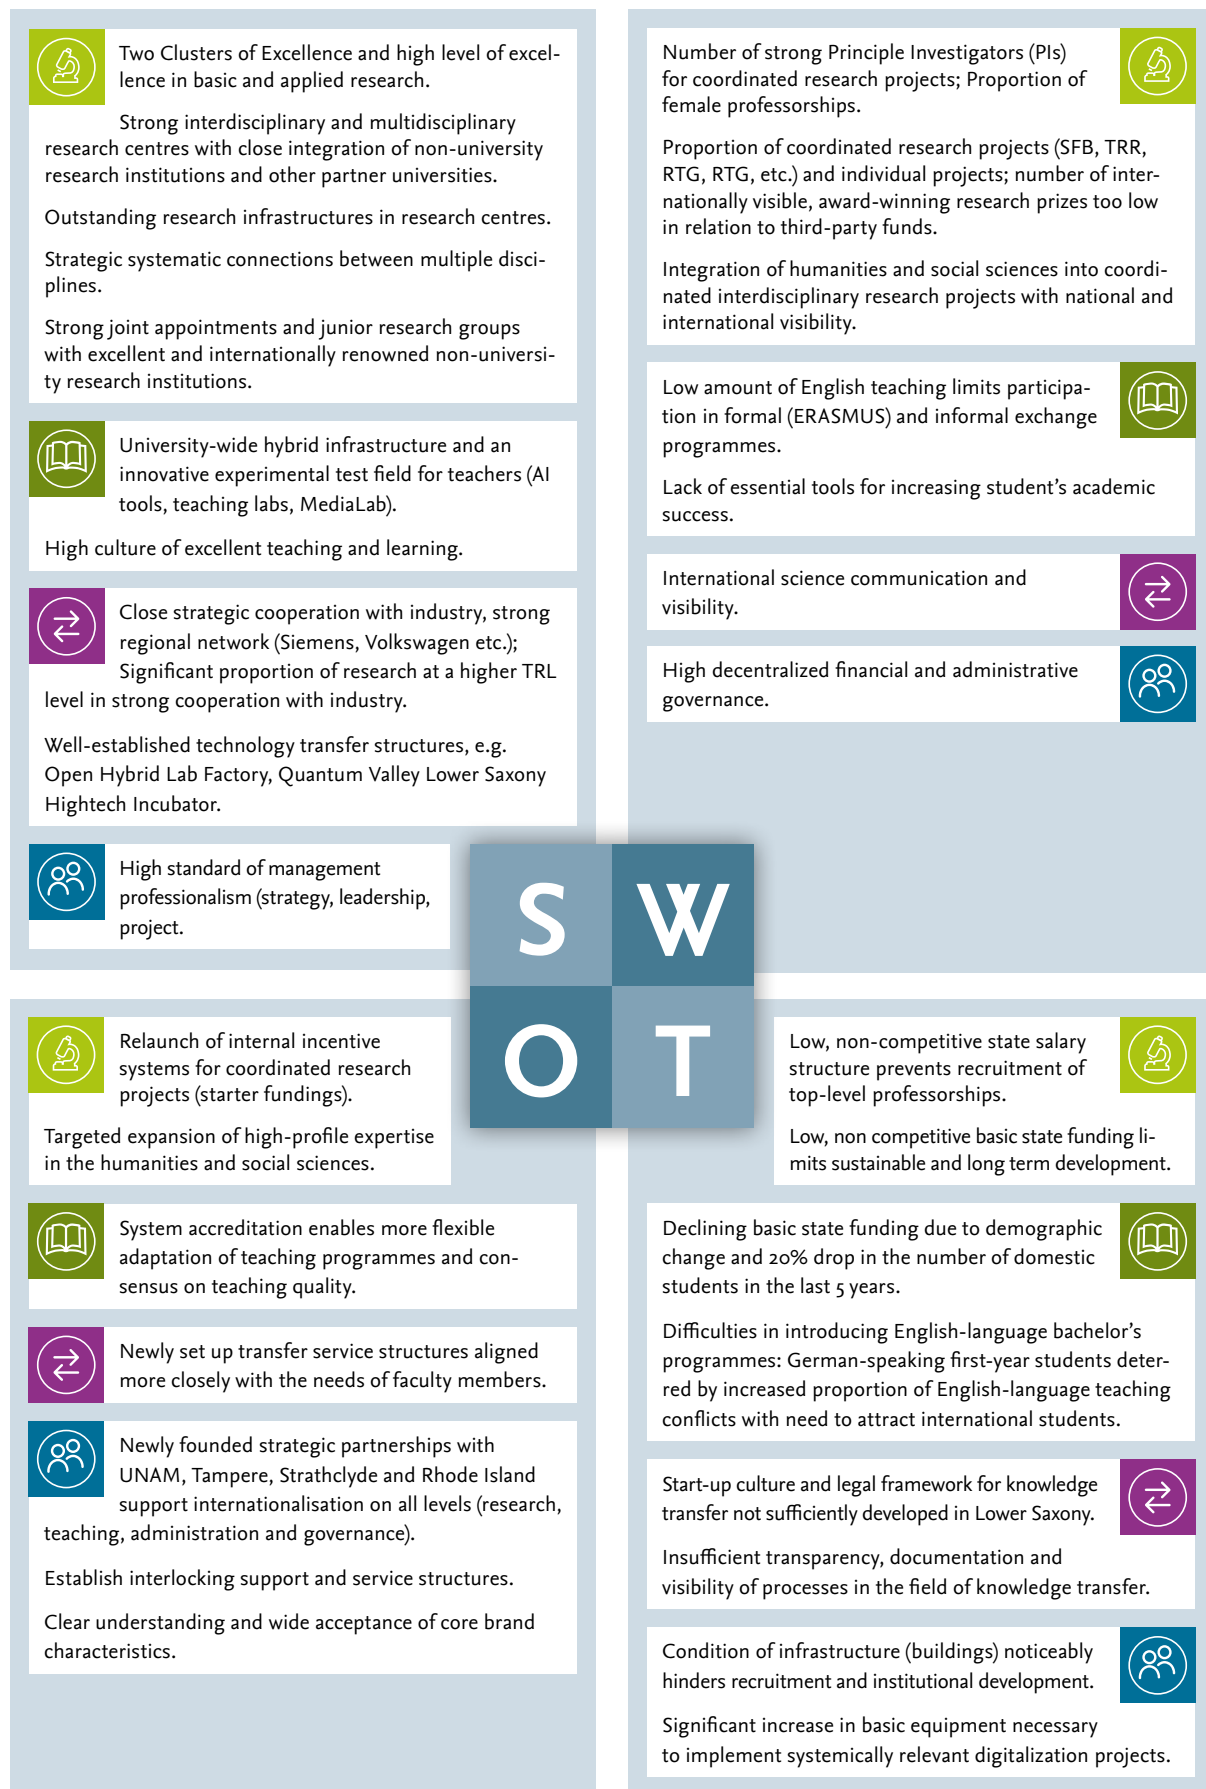 Two Clusters of Excellence and high level of excel-
lence in basic and applied research.
Strong interdisciplinary and multidisciplinary
research centres with close integration of non-university
research institutions and other partner universities.
Outstanding research infrastructures in research centres.
Strategic systematic connections between multiple disci-
plines.
Strong joint appointments and junior research groups
with excellent and internationally renowned non-universi-
ty research institutions.
University-wide hybrid infrastructure and an
innovative experimental test field for teachers (AI
tools, teaching labs, MediaLab).
High culture of excellent teaching and learning.
Close strategic cooperation with industry, strong
regional network (Siemens, Volkswagen etc.);
Significant proportion of research at a higher TRL
level in strong cooperation with industry.
Well-established technology transfer structures, e.g.
Open Hybrid Lab Factory, Quantum Valley Lower Saxony
Hightech Incubator.
High standard of management
professionalism (strategy, leadership,
project.
Number of strong Principle Investigators (PIs)
for coordinated research projects; Proportion of
female professorships.
Proportion of coordinated research projects (SFB, TRR,
RTG, RTG, etc.) and individual projects; number of inter-
nationally visible, award-winning research prizes too low
in relation to third-party funds.
Integration of humanities and social sciences into coordi-
nated interdisciplinary research projects with national and
international visibility.
Low amount of English teaching limits participa-
tion in formal (ERASMUS) and informal exchange
programmes.
Lack of essential tools for increasing student's academic
success.
International science communication and
visibility.
High decentralized financial and administrative
governance.
S W
O T
Relaunch of internal incentive
systems for coordinated research
projects (starter fundings).
Targeted expansion of high-profile expertise
in the humanities and social sciences.
System accreditation enables more flexible
adaptation of teaching programmes and con-
sensus on teaching quality.
Newly set up transfer service structures aligned
more closely with the needs of faculty members.
Newly founded strategic partnerships with
UNAM, Tampere, Strathclyde and Rhode Island
support internationalisation on all levels (research,
teaching, administration and governance).
Establish interlocking support and service structures.
Clear understanding and wide acceptance of core brand
characteristics.
Low, non-competitive state salary
structure prevents recruitment of
top-level professorships.
Low, non competitive basic state funding li-
mits sustainable and long term development.
Declining basic state funding due to demographic
change and 20% drop in the number of domestic
students in the last 5 years.
Difficulties in introducing English-language bachelor's
programmes: German-speaking first-year students deter-
red by increased proportion of English-language teaching
conflicts with need to attract international students.
Start-up culture and legal framework for knowledge
transfer not sufficiently developed in Lower Saxony.
Insufficient transparency, documentation and
visibility of processes in the field of knowledge transfer.
Condition of infrastructure (buildings) noticeably
hinders recruitment and institutional development.
Significant increase in basic equipment necessary
to implement systemically relevant digitalization projects.